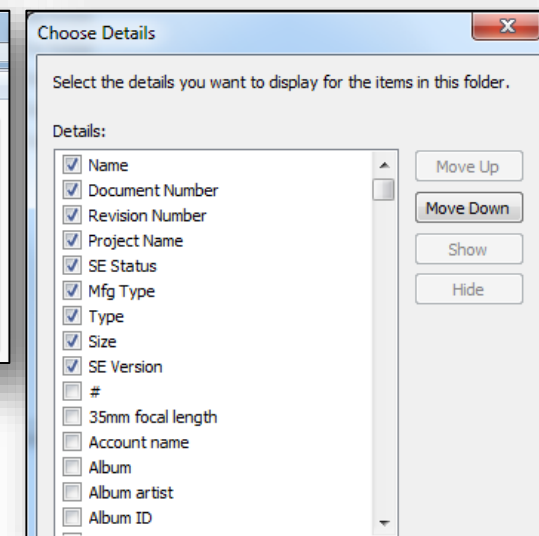 Choose Details
Select the details you want to display for the items in this folder.
Details:
Name
Document Number
Revision Number
Project Name
SE Status
Mfg Type
Type
Size
SE Version
#
35mm focal length
Account name
Album
Album artist
Album ID
Move Up
Move Down
Show
Hide